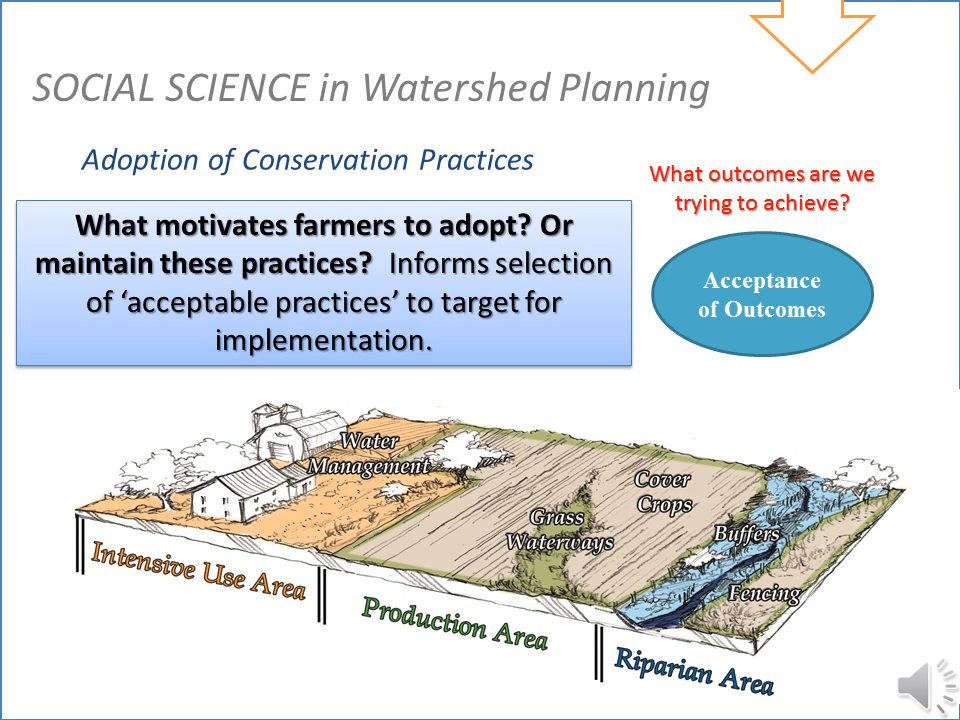 SOCIAL SCIENCE in Watershed Planning
Adoption of Conservation Practices
What outcomes are we
trying to achieve?
What motivates farmers to adopt? Or
maintain these practices? Informs selection
of ‘acceptable practices’ to target for
implementation.
Acceptance
of Outcomes
Water
Management
Cover
Crops
Grass
Waterways
Buffers
Fencing
Intensive Use Area
Production Area
Riparian Area